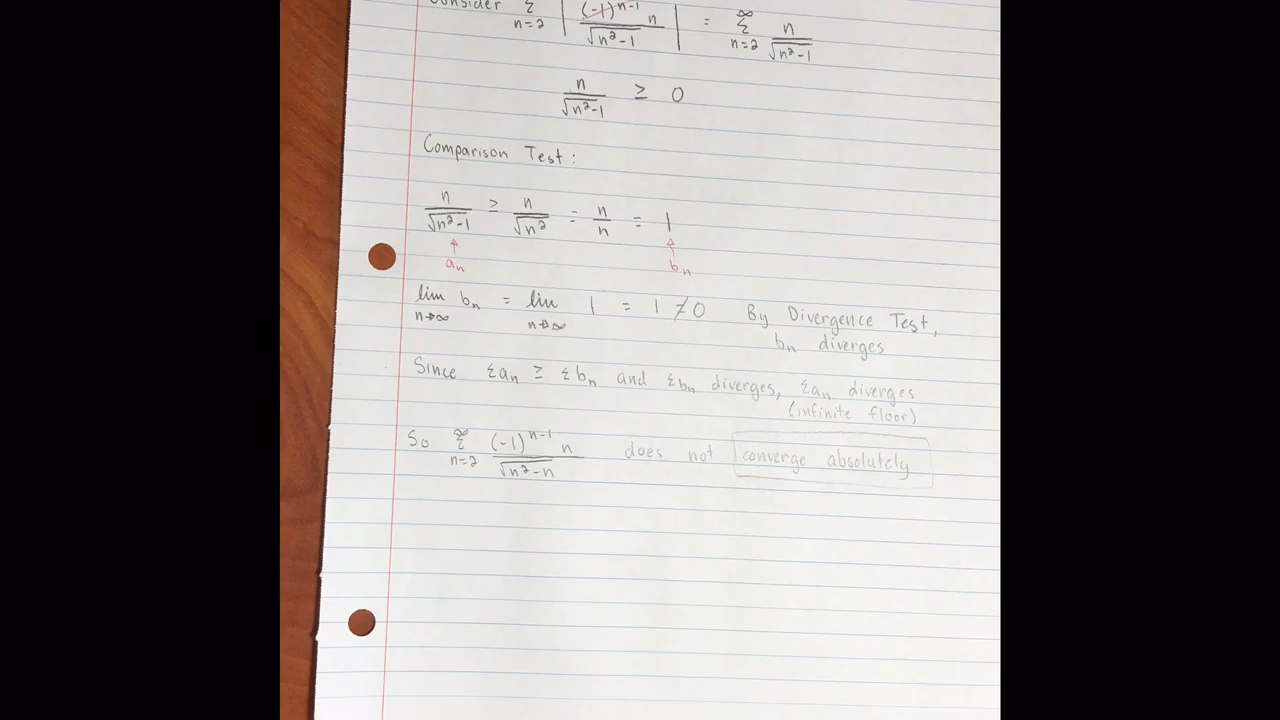 Consider Σ n=2 | (-1)^(n-1) n / √(n²-1) | = Σ_(n=2)^∞ n / √(n²-1)
n / √(n²-1) ≥ 0
Comparison Test:
n / √(n²-1) ≥ n / √(n²) = n / n = 1
↑ ↑
aₙ bₙ
lim n→∞ bₙ = lim n→∞ 1 = 1 ≠ 0 By Divergence Test,
bₙ diverges
Since Σaₙ ≥ Σbₙ and Σbₙ diverges, Σaₙ diverges
(infinite floor)
So Σ_(n=2)^∞ (-1)^(n-1) n / √(n²-n) does not converge absolutely